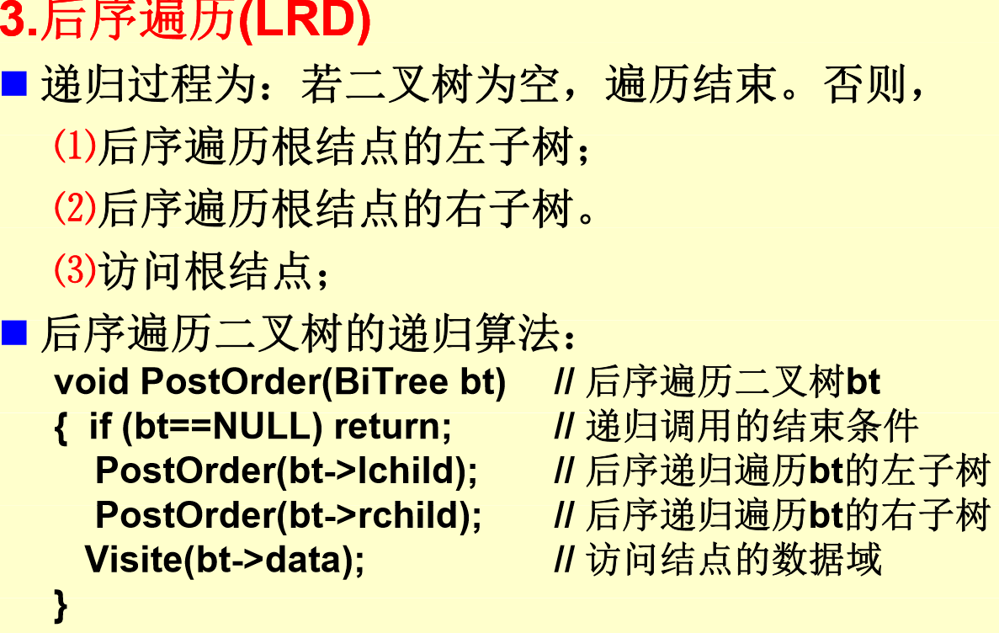 3.后序遍历(LRD)
递归过程为：若二叉树为空，遍历结束。否则，
⑴后序遍历根结点的左子树；
⑵后序遍历根结点的右子树。
⑶访问根结点；
后序遍历二叉树的递归算法：
void PostOrder(BiTree bt) // 后序遍历二叉树bt
{ if (bt==NULL) return; // 递归调用的结束条件
PostOrder(bt->lchild); // 后序递归遍历bt的左子树
PostOrder(bt->rchild); // 后序递归遍历bt的右子树
Visite(bt->data); // 访问结点的数据域
}